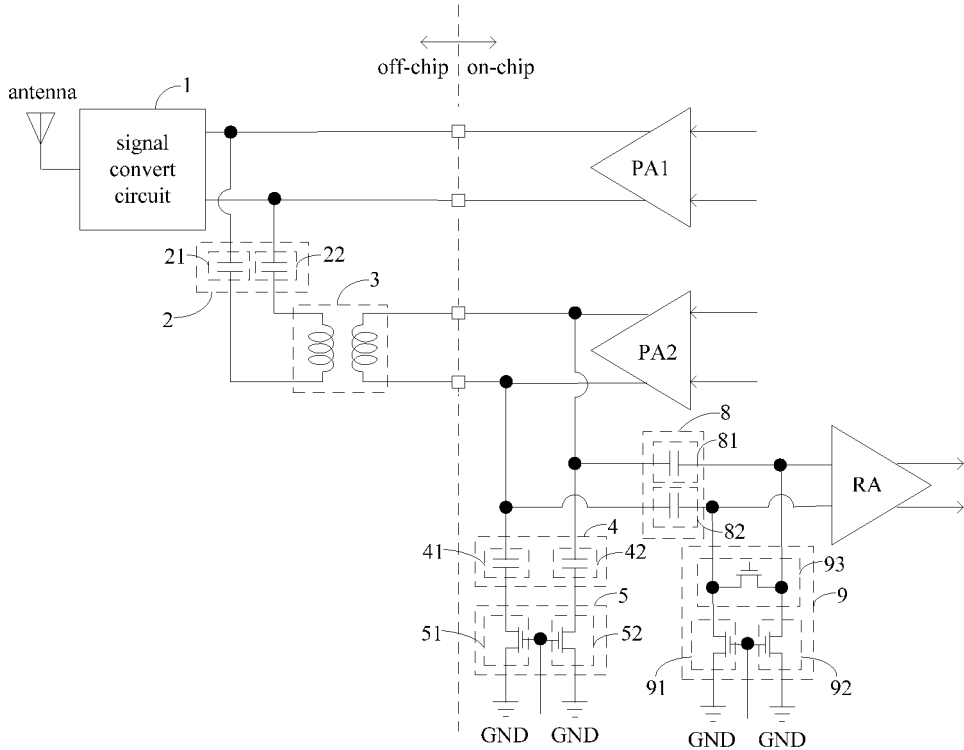 off-chip on-chip
antenna
1
signal
convert
circuit
PA1
21 22
2
3
PA2
8
81
RA
82
4
41 42
93
9
5
51 52
91 92
GND GND GND GND